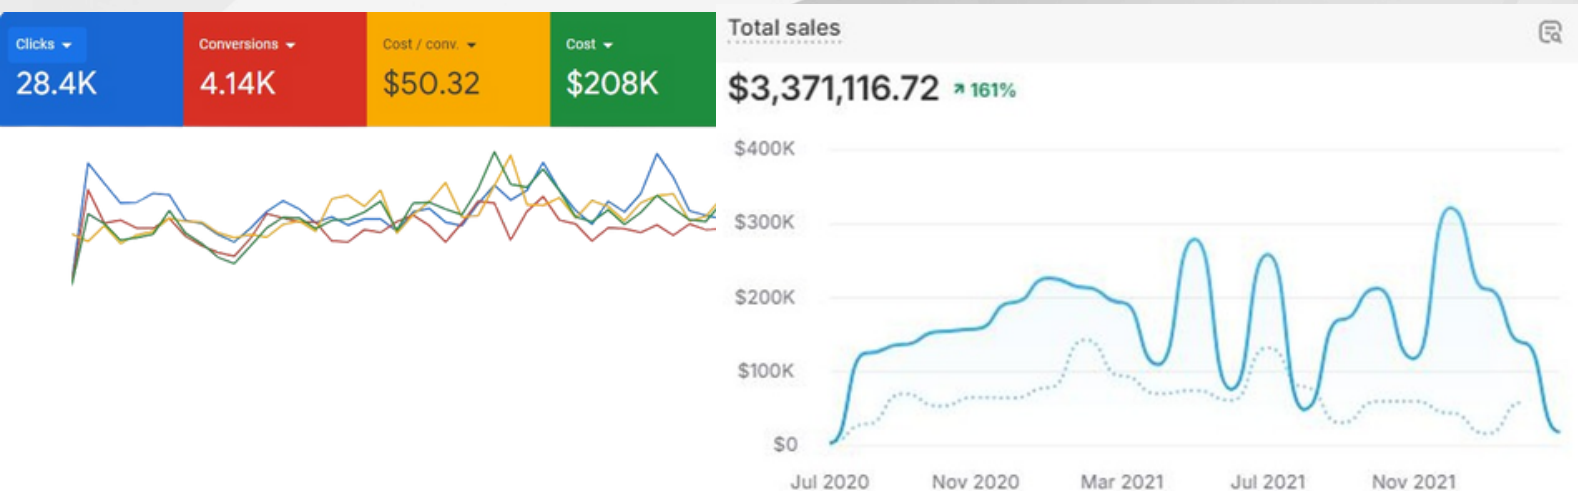 Clicks
28.4K
Conversions
4.14K
Cost / conv.
$50.32
Cost
$208K
Total sales
$3,371,116.72 161%
$400K
$300K
$200K
$100K
$0
Jul 2020 Nov 2020 Mar 2021 Jul 2021 Nov 2021